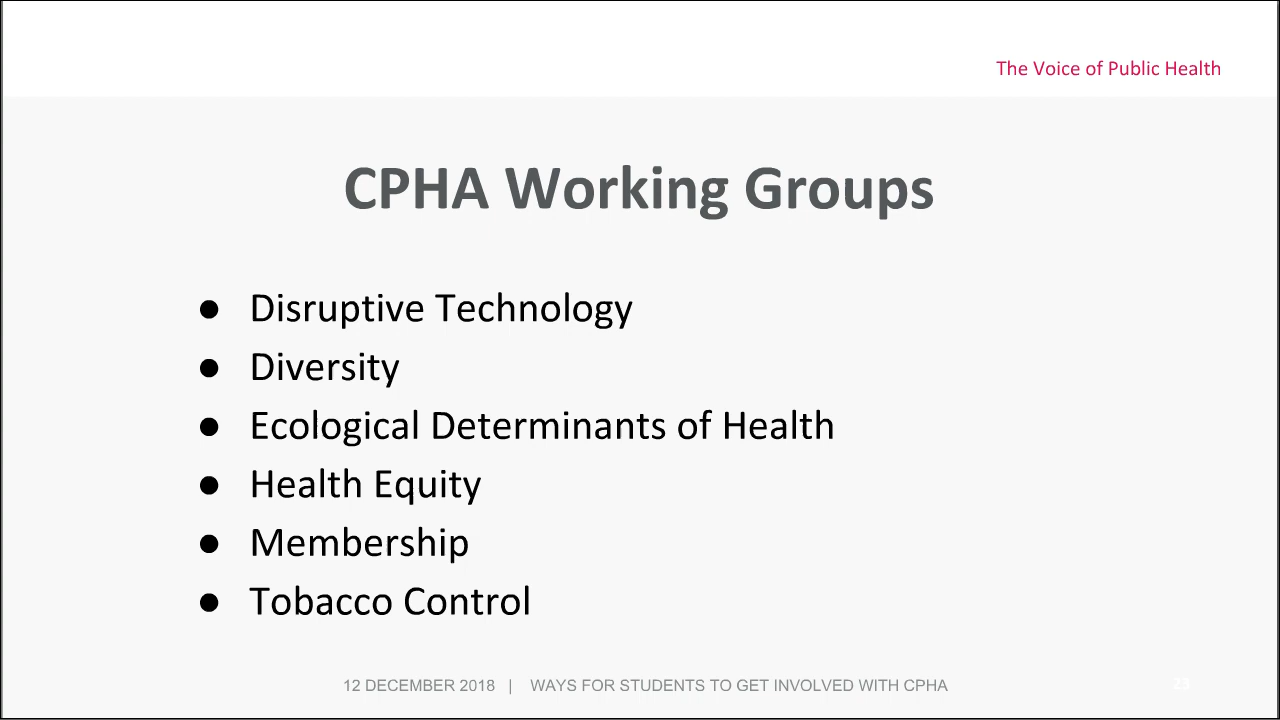 The Voice of Public Health
CPHA Working Groups
● Disruptive Technology
● Diversity
● Ecological Determinants of Health
● Health Equity
● Membership
● Tobacco Control
12 DECEMBER 2018 | WAYS FOR STUDENTS TO GET INVOLVED WITH CPHA
23